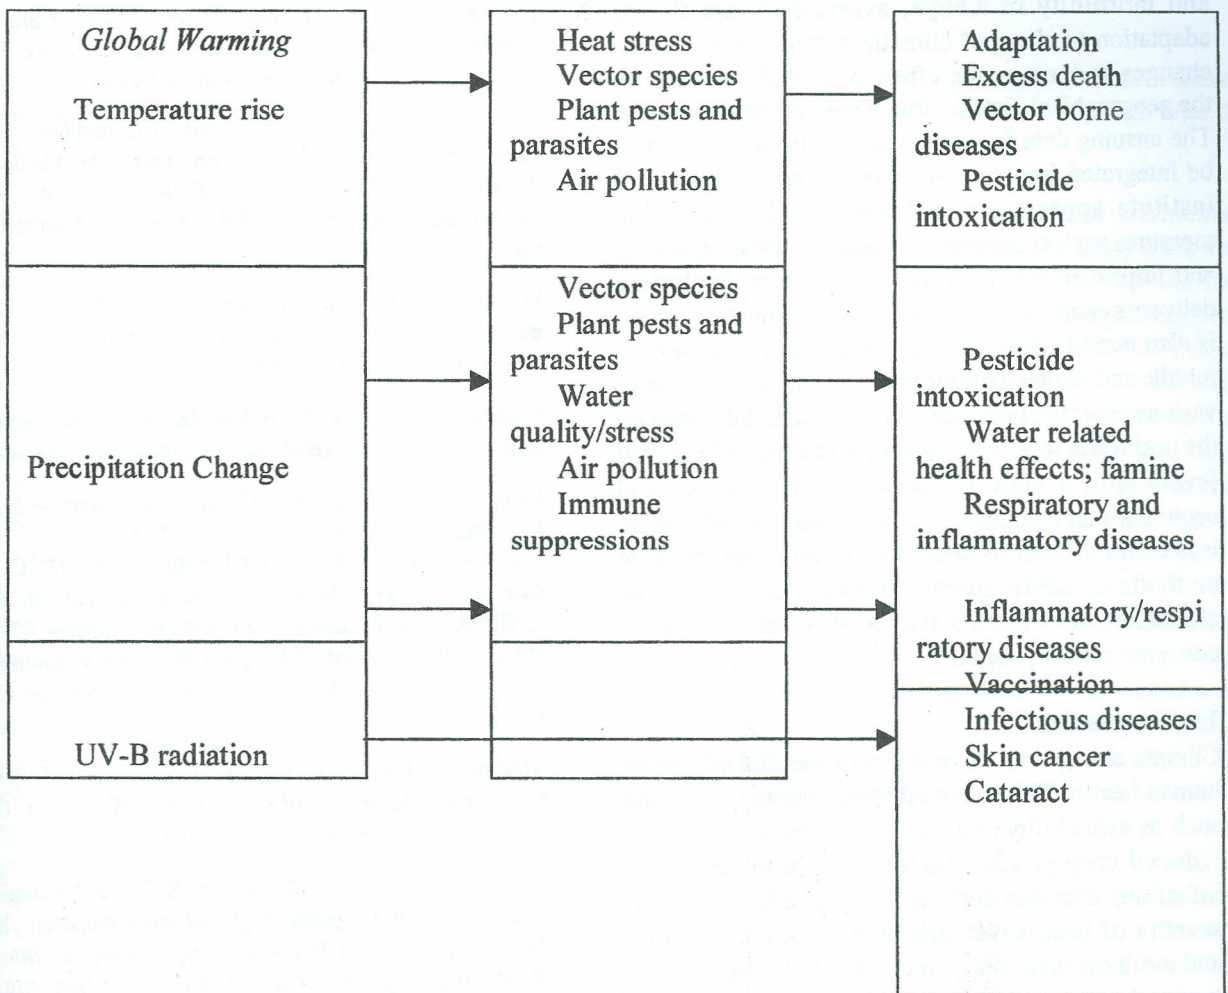 Global Warming
Temperature rise
Precipitation Change
UV-B radiation
Heat stress
Vector species
Plant pests and
parasites
Air pollution
Vector species
Plant pests and
parasites
Water
quality/stress
Air pollution
Immune
suppressions
Adaptation
Excess death
Vector borne
diseases
Pesticide
intoxication
Pesticide
intoxication
Water related
health effects; famine
Respiratory and
inflammatory diseases
Inflammatory/respi
ratory diseases
Vaccination
Infectious diseases
Skin cancer
Cataract